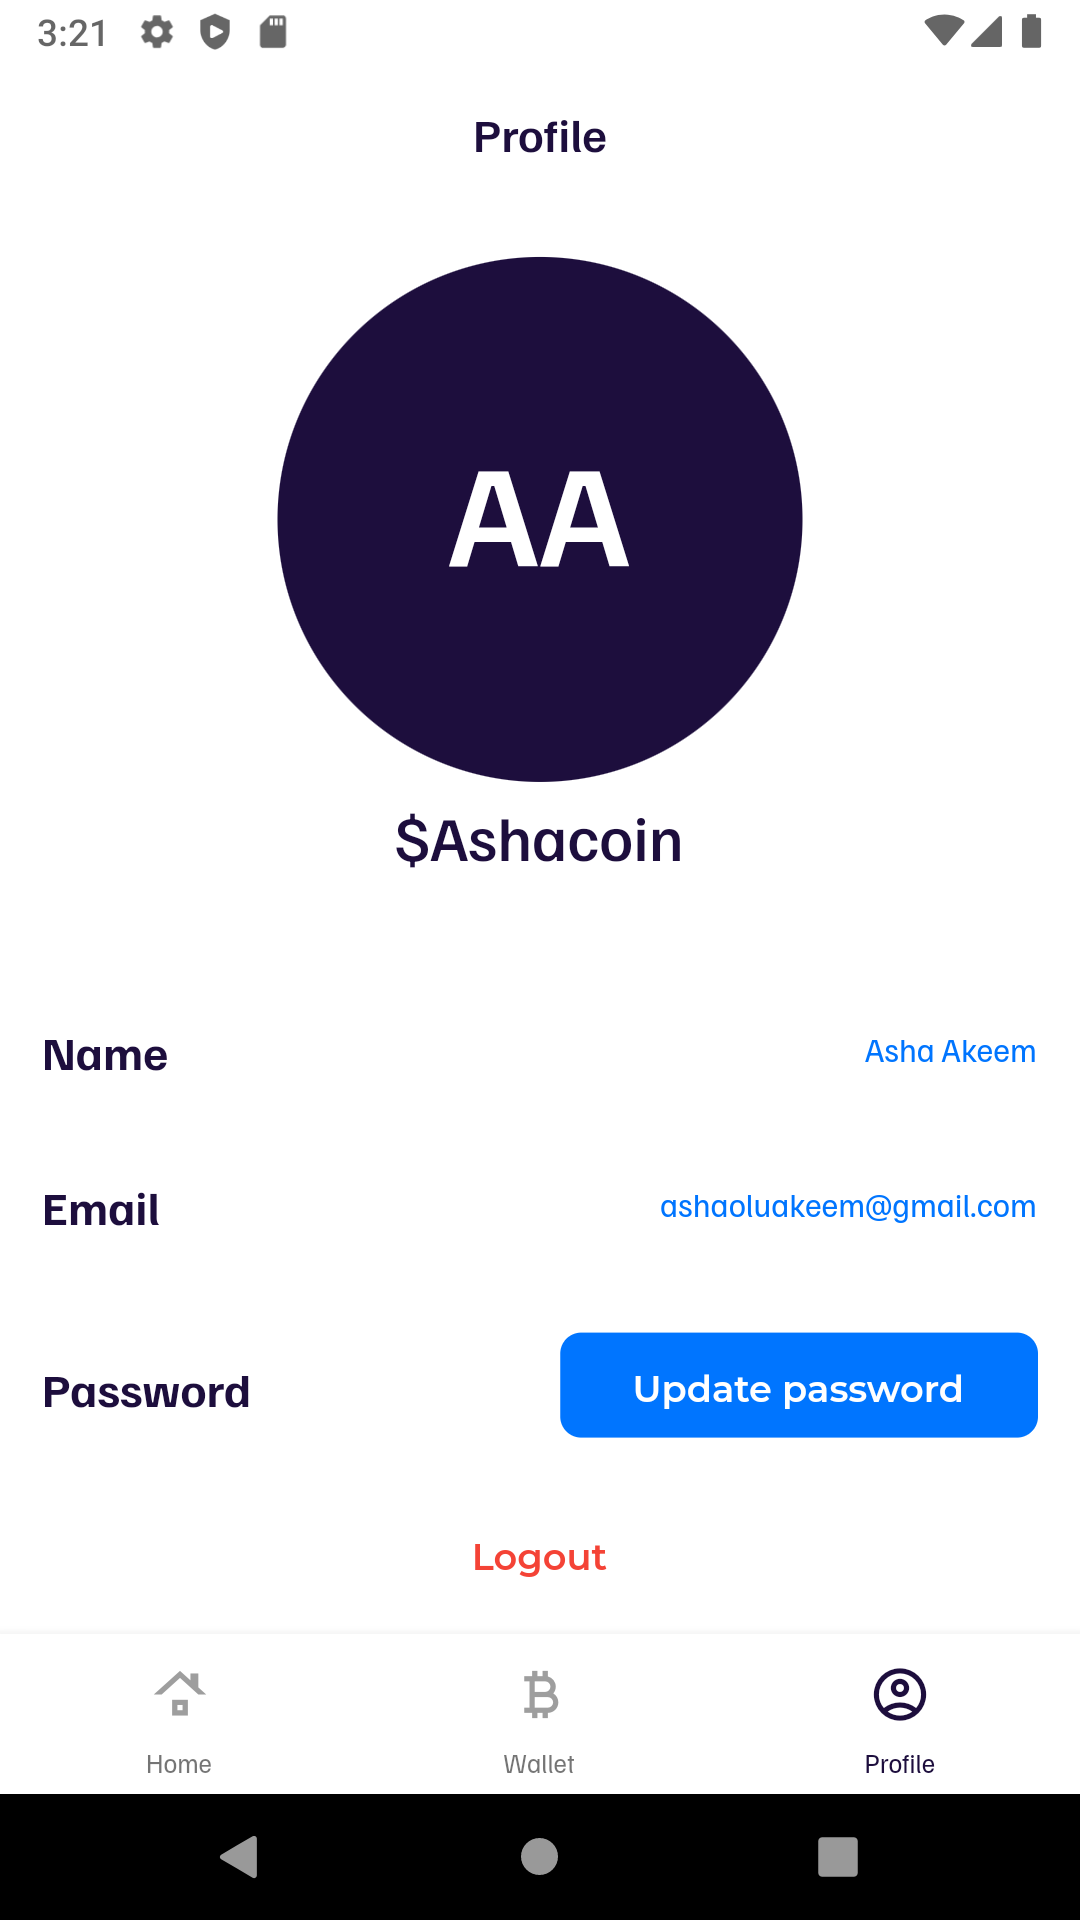 3:21
Profile
AA
$Ashacoin
Name
Asha Akeem
Email
ashaoluakeem@gmail.com
Password
Update password
Logout
Home
Wallet
Profile